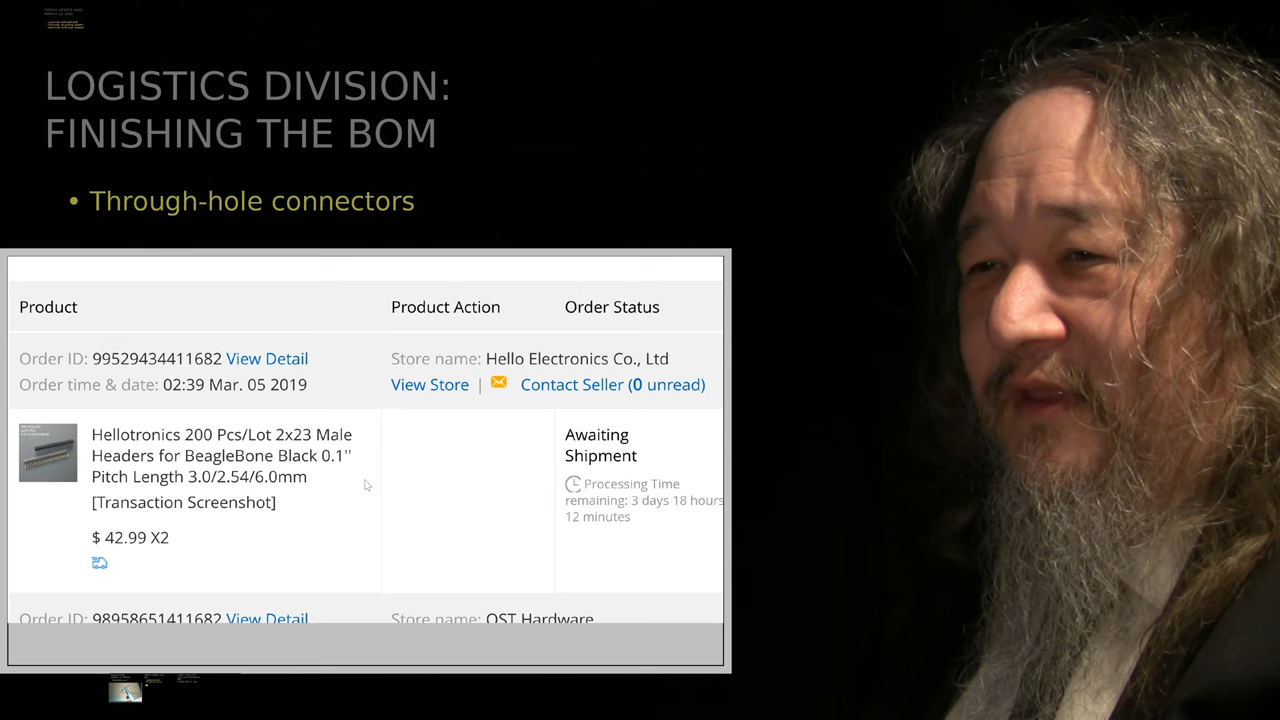 LOGISTICS DIVISION:
FINISHING THE BOM
• Through-hole connectors
Product
Product Action
Order Status
Order ID: 99529434411682 View Detail
Order time & date: 02:39 Mar. 05 2019
Store name: Hello Electronics Co., Ltd
View Store | Contact Seller (0 unread)
Hellotronics 200 Pcs/Lot 2x23 Male
Headers for BeagleBone Black 0.1''
Pitch Length 3.0/2.54/6.0mm
[Transaction Screenshot]
$ 42.99 X2
Awaiting
Shipment
Processing Time
remaining: 3 days 18 hours
12 minutes
Order ID: 98958651411682 View Detail
Store name: QST Hardware